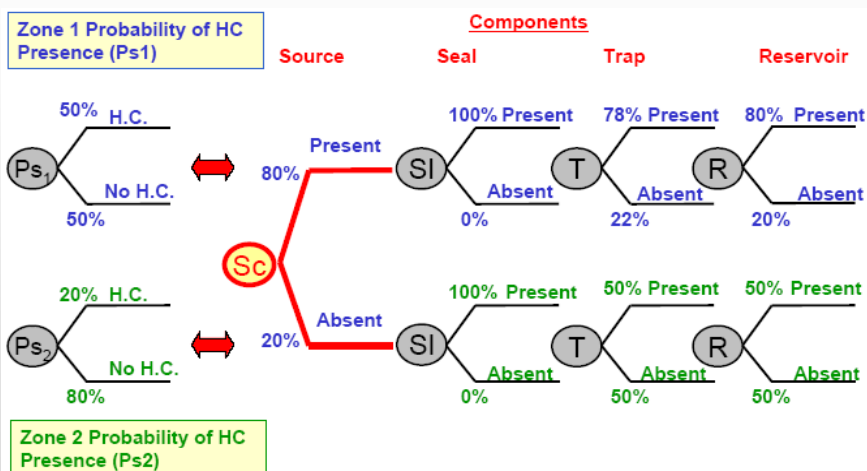 Zone 1 Probability of HC
Presence (Ps1)
Components
Source Seal Trap Reservoir
50% H.C.
100% Present
78% Present
80% Present
Present
Ps1
80%
Sl
T
R
No H.C.
50%
Absent
0%
Absent
22%
Absent
20%
Sc
20% H.C.
100% Present
50% Present
50% Present
Absent
Ps2
20%
Sl
T
R
No H.C.
80%
Absent
0%
Absent
50%
Absent
50%
Zone 2 Probability of HC
Presence (Ps2)